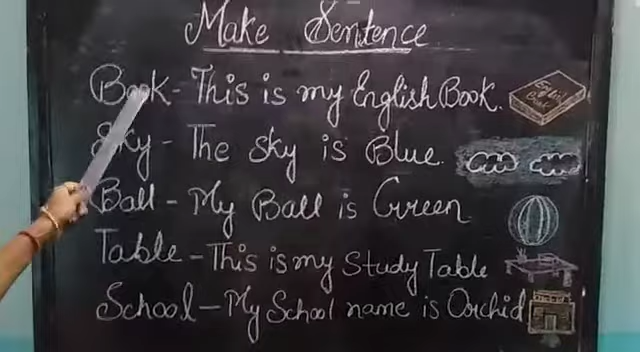 Make Sentence
Book - This is my English Book.
Sky - The sky is Blue.
Ball - My Ball is Green
Table - This is my Study Table
School - My School name is Orchid